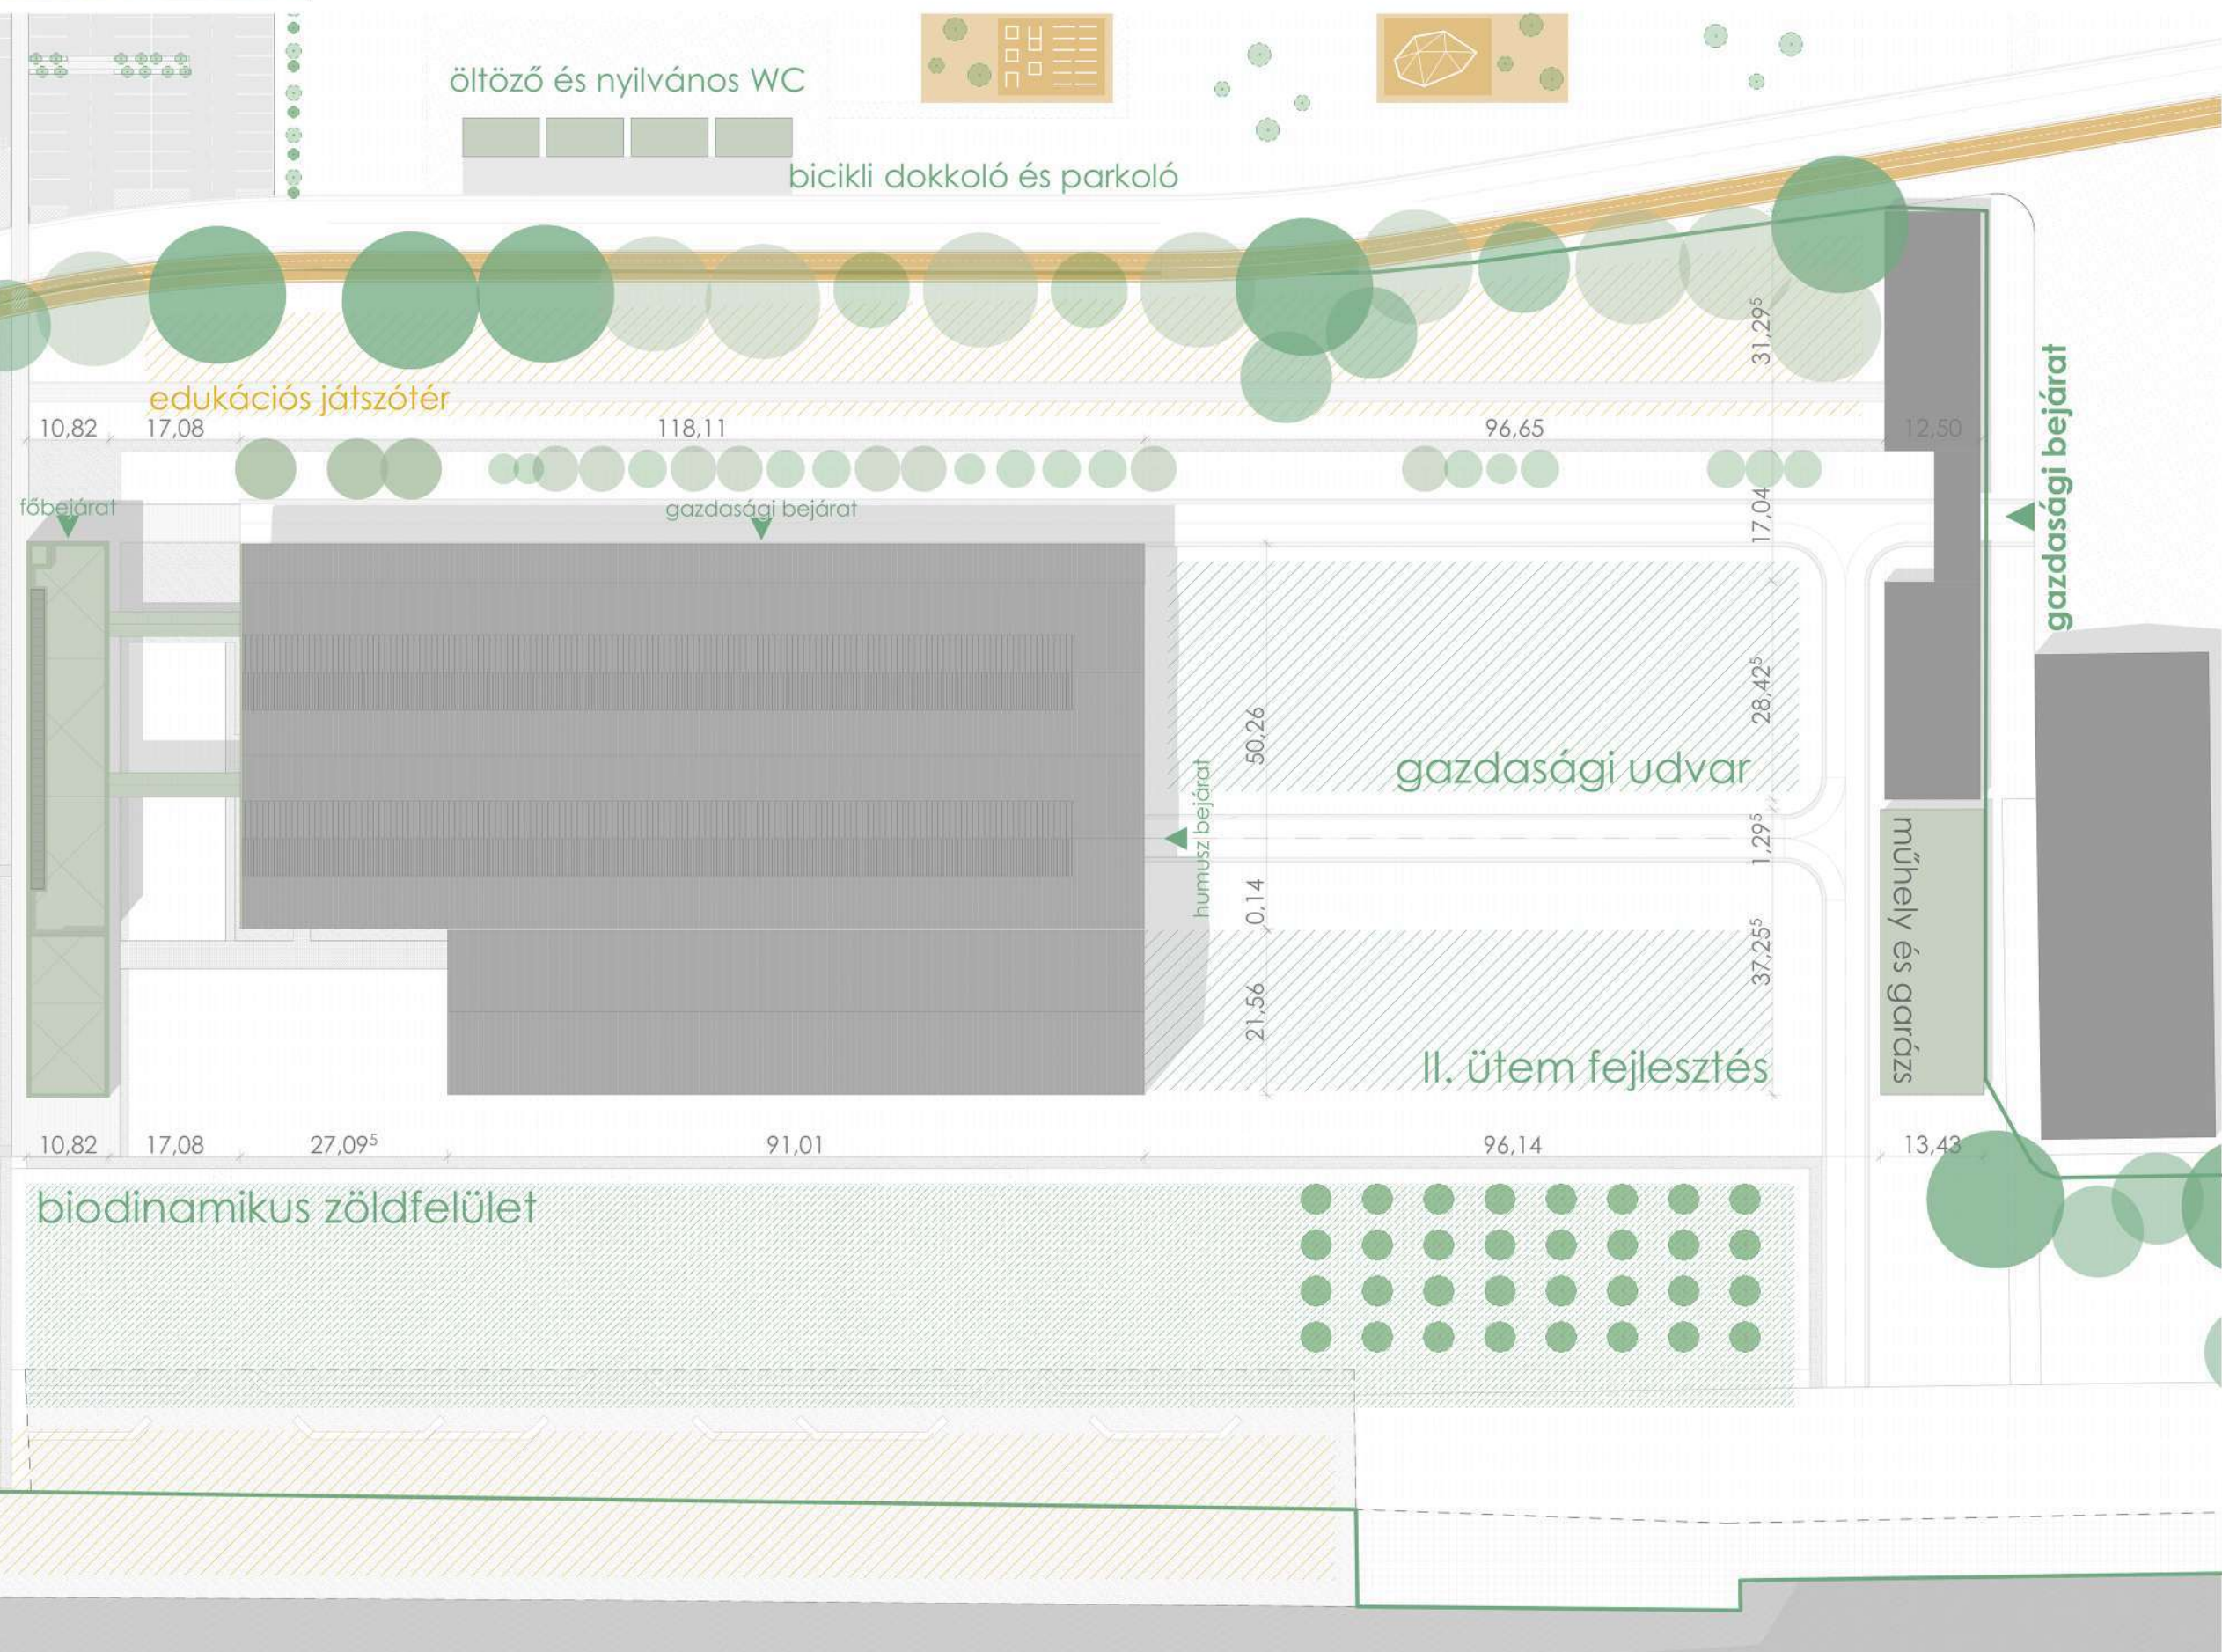 öltöző és nyilvános WC
bicikli dokkoló és parkoló
edukációs játszótér
10,82
17,08
118,11
96,65
12,50
31,29⁵
gazdasági bejárat
főbejárat
gazdasági bejárat
17,04
28,42⁵
50,26
gazdasági udvar
humusz bejárat
1,29⁵
0,14
műhely és garázs
37,25⁵
21,56
II. ütem fejlesztés
10,82
17,08
27,09⁵
91,01
96,14
13,43
biodinamikus zöldfelület